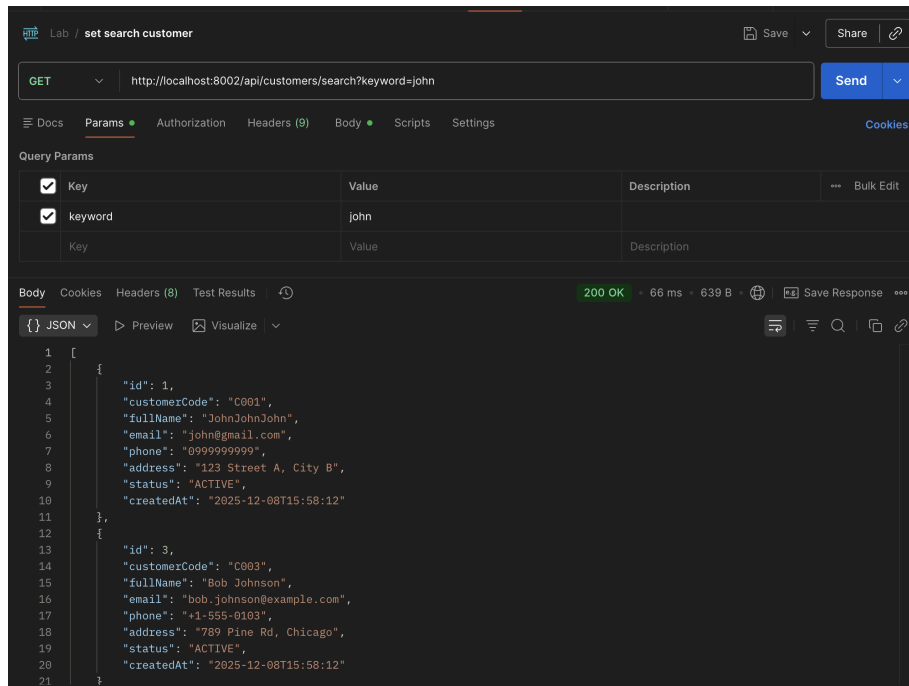 HTTP Lab / set search customer Save Share
GET http://localhost:8002/api/customers/search?keyword=john Send
Docs Params Authorization Headers (9) Body Scripts Settings Cookies
Query Params
Key Value Description Bulk Edit
keyword john
Key Value Description
Body Cookies Headers (8) Test Results 200 OK 66 ms 639 B e.g. Save Response
{} JSON Preview Visualize
1 [
2 {
3 "id": 1,
4 "customerCode": "C001",
5 "fullName": "JohnJohnJohn",
6 "email": "john@gmail.com",
7 "phone": "0999999999",
8 "address": "123 Street A, City B",
9 "status": "ACTIVE",
10 "createdAt": "2025-12-08T15:58:12"
11 },
12 {
13 "id": 3,
14 "customerCode": "C003",
15 "fullName": "Bob Johnson",
16 "email": "bob.johnson@example.com",
17 "phone": "+1-555-0103",
18 "address": "789 Pine Rd, Chicago",
19 "status": "ACTIVE",
20 "createdAt": "2025-12-08T15:58:12"
21 }